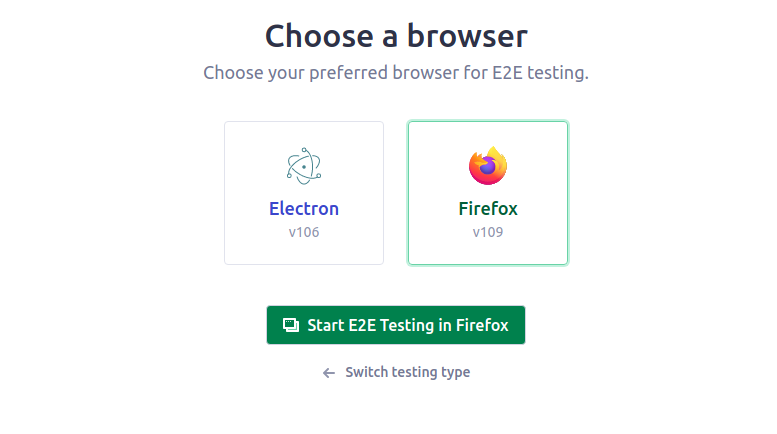 Choose a browser
Choose your preferred browser for E2E testing.
Electron
v106
Firefox
v109
Start E2E Testing in Firefox
← Switch testing type